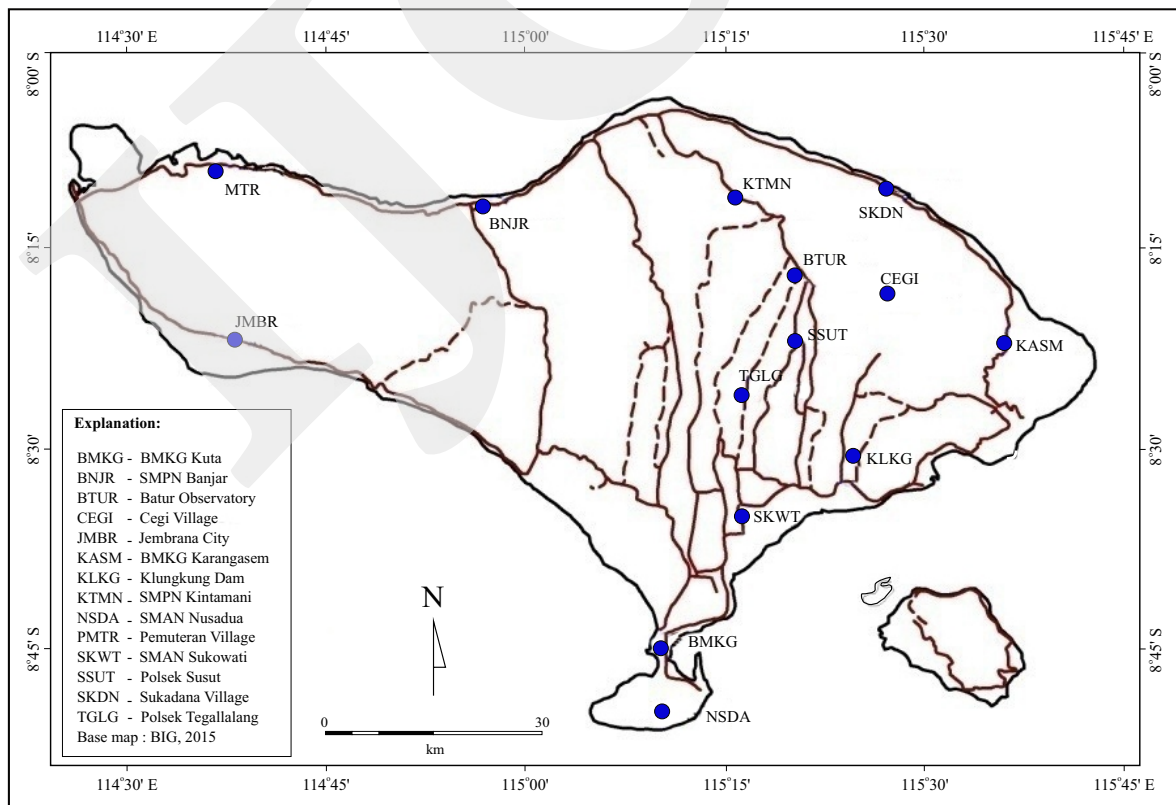 114°30' E 114°45' 115°00' 115°15' 115°30' 115°45' E
8°00' S 8°00' S
MTR
KTMN
SKDN
BNJR
8°15' 8°15'
BTUR
CEGI
JMBR
SSUT
KASM
TGLG
8°30' 8°30'
KLKG
SKWT
BMKG
8°45' 8°45'
NSDA
Explanation:
BMKG - BMKG Kuta
BNJR - SMPN Banjar
BTUR - Batur Observatory
CEGI - Cegi Village
JMBR - Jembrana City
KASM - BMKG Karangasem
KLKG - Klungkung Dam
KTMN - SMPN Kintamani
NSDA - SMAN Nusadua
PMTR - Pemuteran Village
SKWT - SMAN Sukowati
SSUT - Polsek Susut
SKDN - Sukadana Village
TGLG - Polsek Tegallalang
Base map : BIG, 2015
N
0 30
km
114°30' E 114°45' 115°00' 115°15' 115°30' 115°45' E